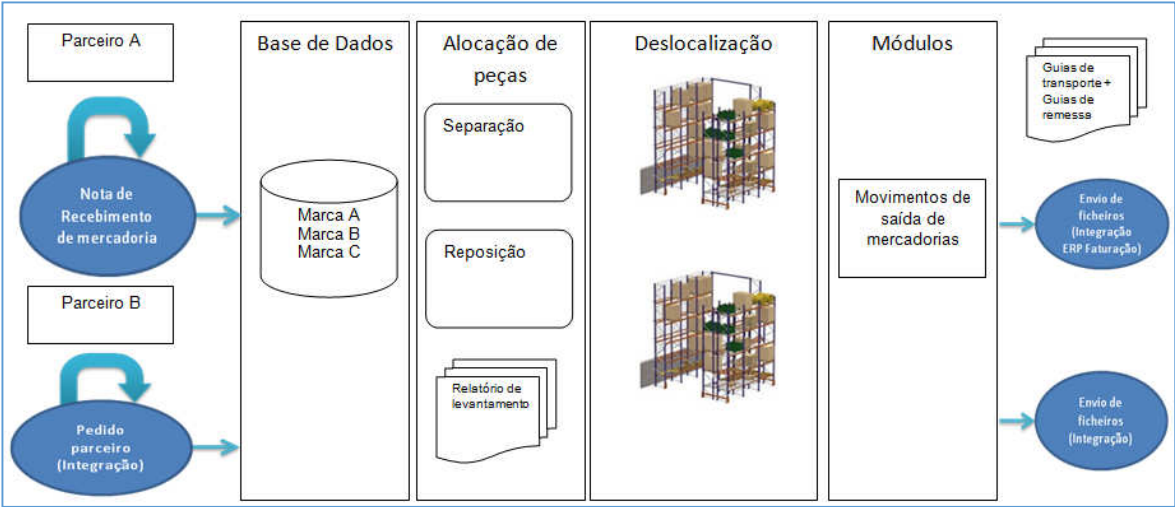 Parceiro A
Nota de
Recebimento
de mercadoria
Parceiro B
Pedido
parceiro
(Integração)
Base de Dados
Marca A
Marca B
Marca C
Alocação de
peças
Separação
Reposição
Relatório de
levantamento
Deslocalização
Módulos
Movimentos de
saída de
mercadorias
Guias de
transporte +
Guias de
remessa
Envio de
ficheiros
(Integração
ERP Faturação)
Envio de
ficheiros
(Integração)